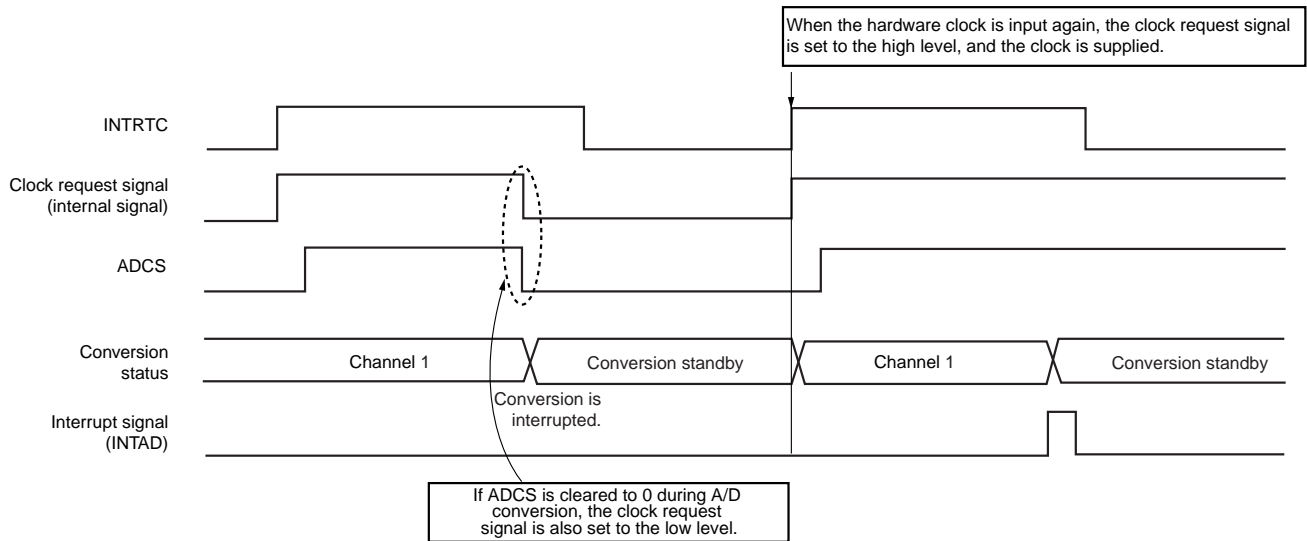 When the hardware clock is input again, the clock request signal
is set to the high level, and the clock is supplied.
INTRTC
Clock request signal
(internal signal)
ADCS
Conversion
status
Channel 1
Conversion standby
Channel 1
Conversion standby
Conversion is
interrupted.
Interrupt signal
(INTAD)
If ADCS is cleared to 0 during A/D
conversion, the clock request
signal is also set to the low level.